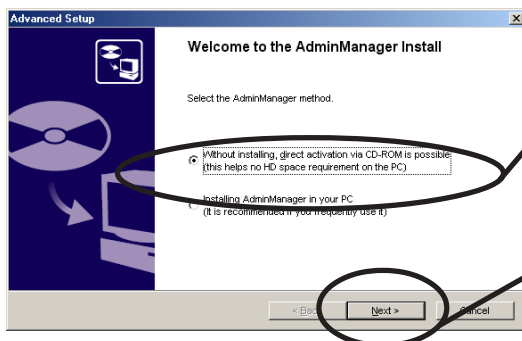 Advanced Setup
Welcome to the AdminManager Install
Select the AdminManager method.
Without installing, direct activation via CD-ROM is possible
(this helps no HD space requirement on the PC)
Installing AdminManager in your PC
(It is recommended if you frequently use it)
< Back
Next >
Cancel